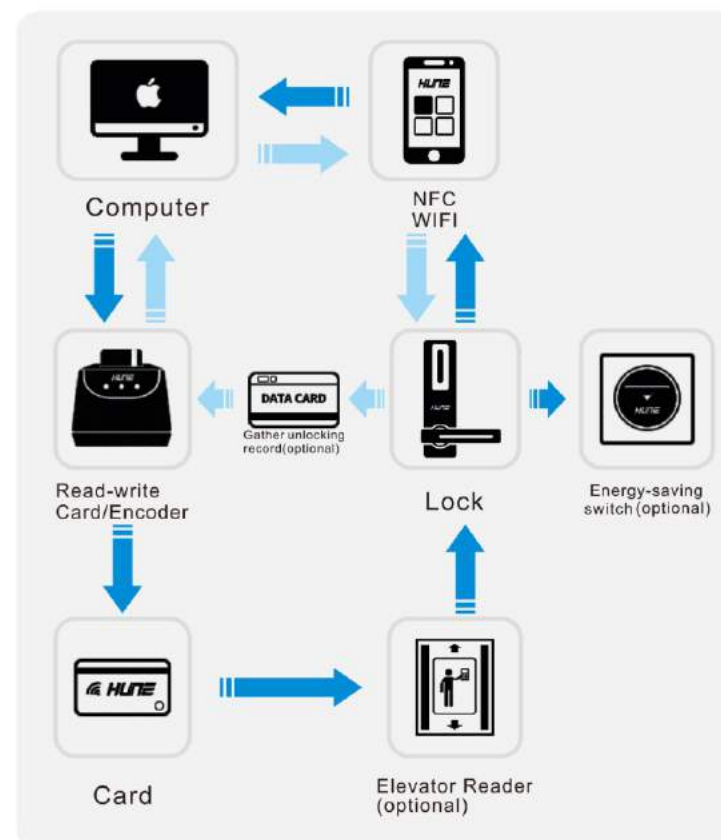 HUNE
Computer
NFC
WIFI
HUNE
DATA CARD
Gather unlocking
record(optional)
HUNE
HUNE
Read-write
Card/Encoder
Lock
Energy-saving
switch(optional)
HUNE
Card
Elevator Reader
(optional)